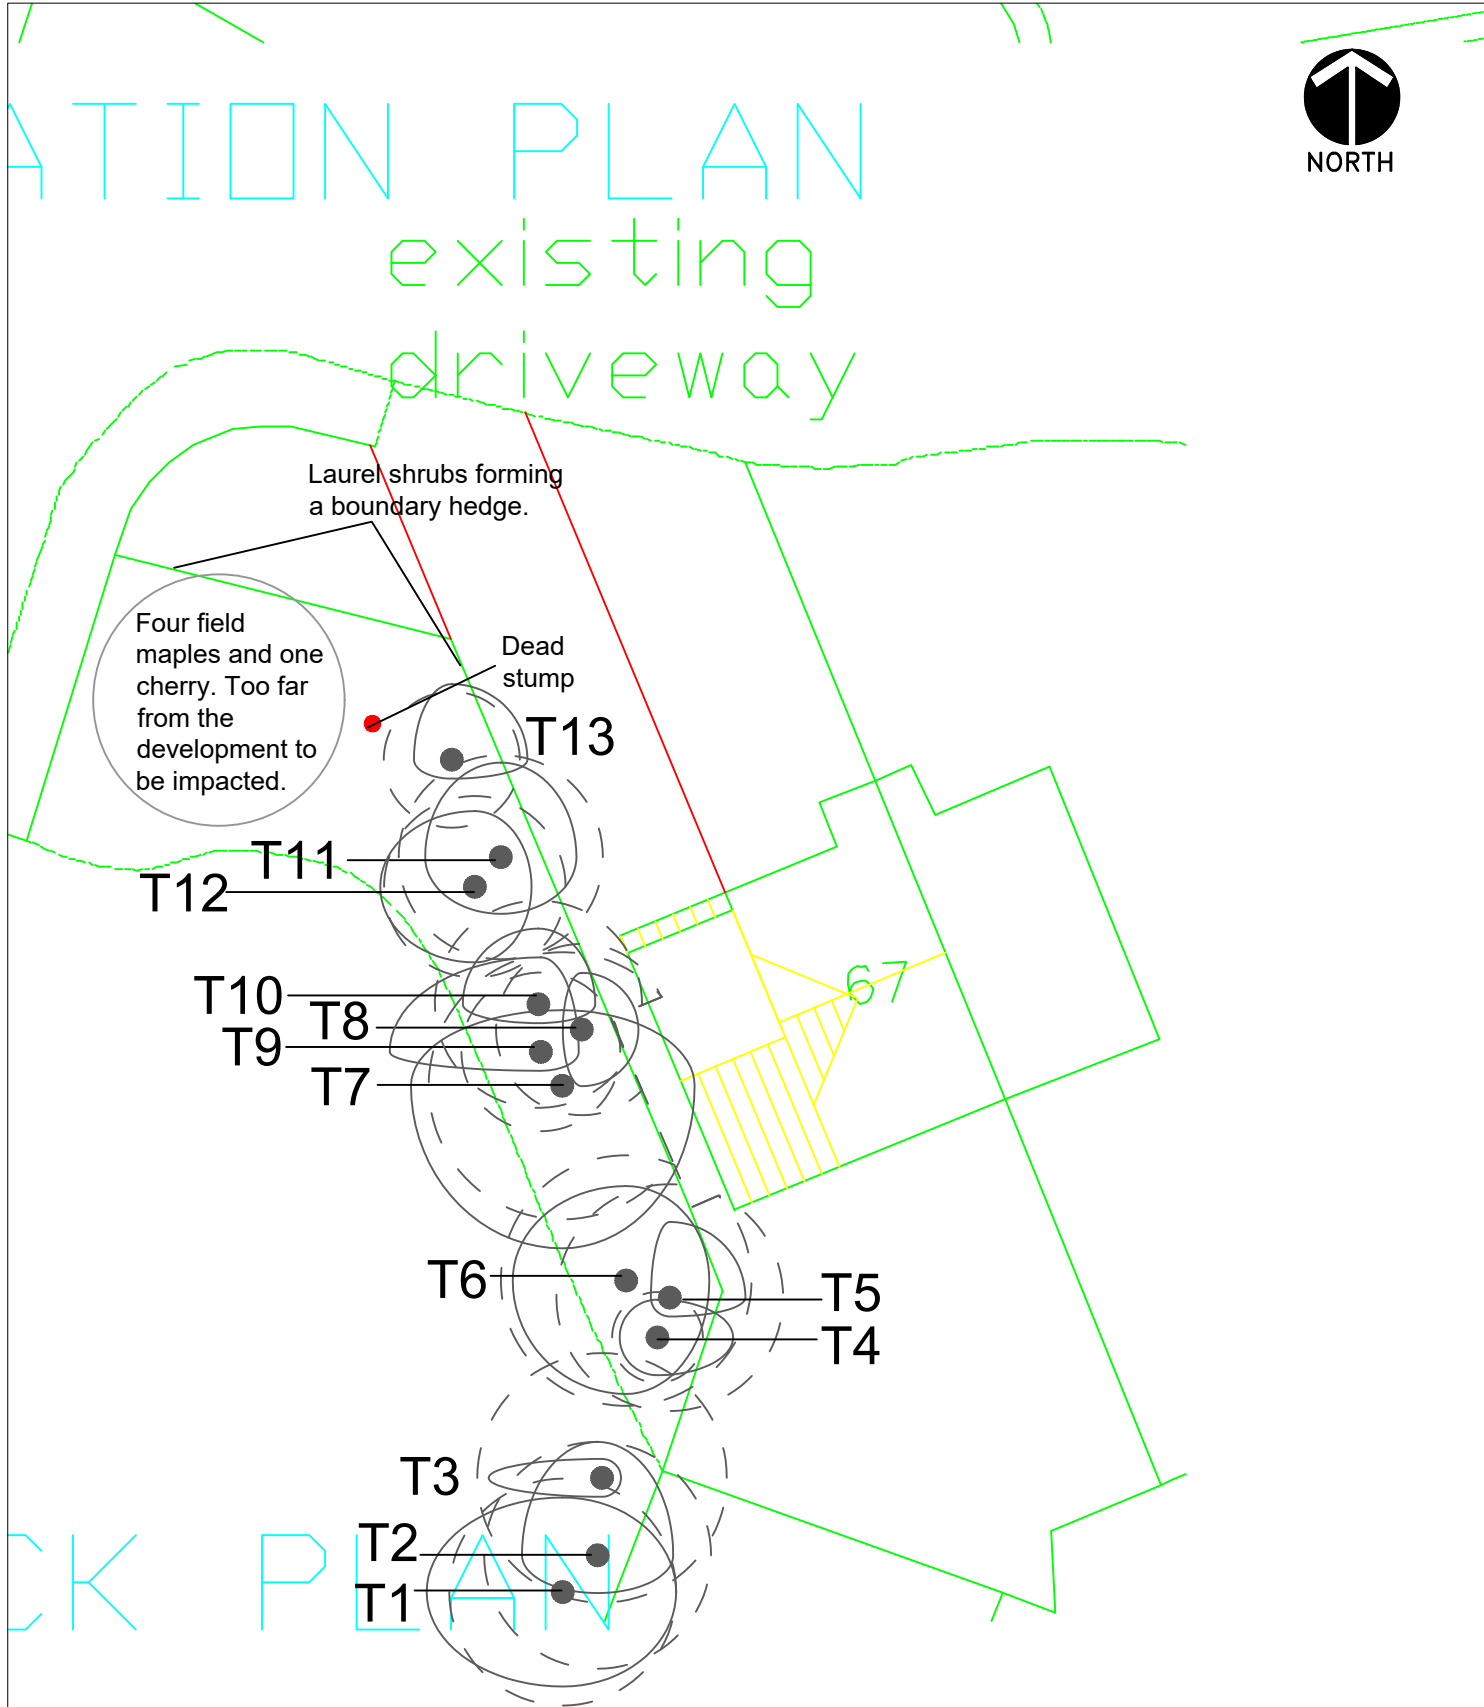 ATION PLAN
NORTH
existing
driveway
Laurel shrubs forming
a boundary hedge.
Four field
maples and one
cherry. Too far
from the
development to
be impacted.
Dead
stump
T13
T11
T12
67
T10
T8
T9
T7
T6
T5
T4
T3
T2
T1
CK PLAN